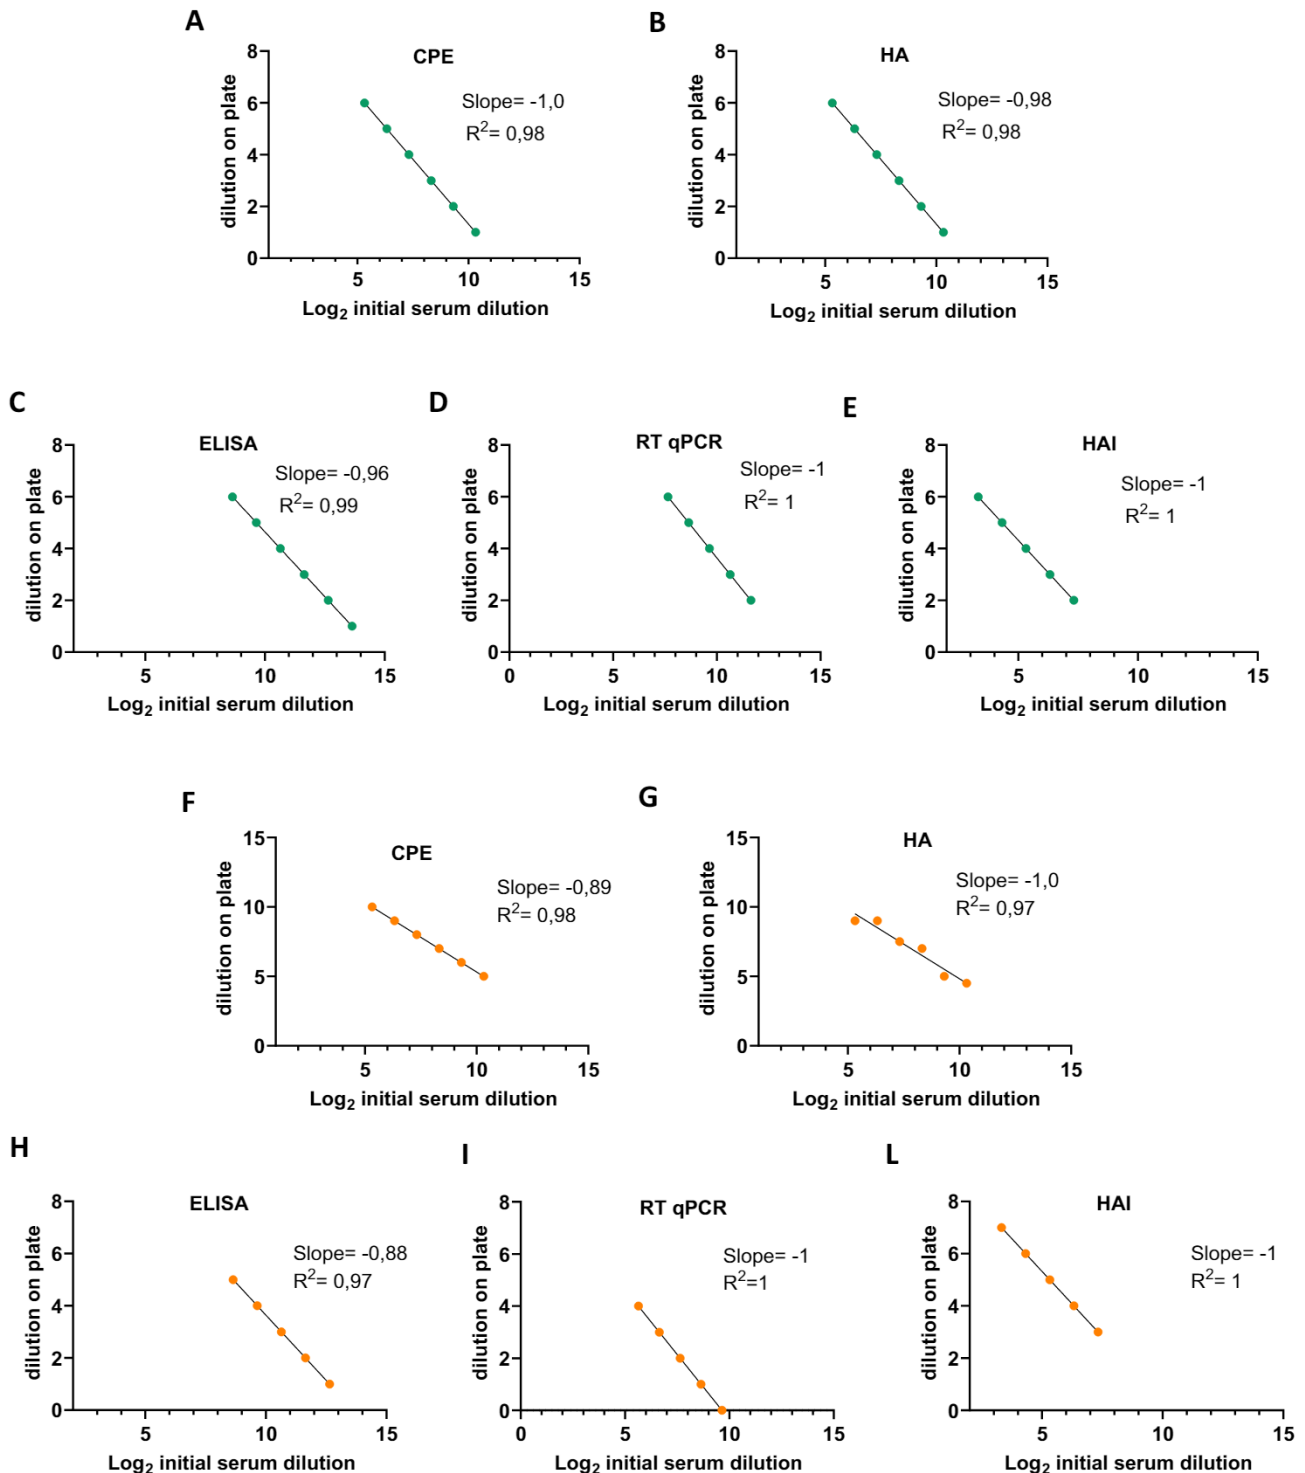 A
CPE
Slope= -1,0
R²= 0,98
dilution on plate
8
6
4
2
0
5 10 15
Log₂ initial serum dilution
B
HA
Slope= -0,98
R²= 0,98
dilution on plate
8
6
4
2
0
5 10 15
Log₂ initial serum dilution
C
ELISA
Slope= -0,96
R²= 0,99
dilution on plate
8
6
4
2
0
5 10 15
Log₂ initial serum dilution
D
RT qPCR
Slope= -1
R²= 1
dilution on plate
8
6
4
2
0
0 5 10 15
Log₂ initial serum dilution
E
HAI
Slope= -1
R²= 1
dilution on plate
8
6
4
2
0
5 10 15
Log₂ initial serum dilution
F
CPE
Slope= -0,89
R²= 0,98
dilution on plate
15
10
5
0
5 10 15
Log₂ initial serum dilution
G
HA
Slope= -1,0
R²= 0,97
dilution on plate
15
10
5
0
5 10 15
Log₂ initial serum dilution
H
ELISA
Slope= -0,88
R²= 0,97
dilution on plate
8
6
4
2
0
5 10 15
Log₂ initial serum dilution
I
RT qPCR
Slope= -1
R²=1
dilution on plate
8
6
4
2
0
0 5 10 15
Log₂ initial serum dilution
L
HAI
Slope= -1
R²= 1
dilution on plate
8
6
4
2
0
5 10 15
Log₂ initial serum dilution